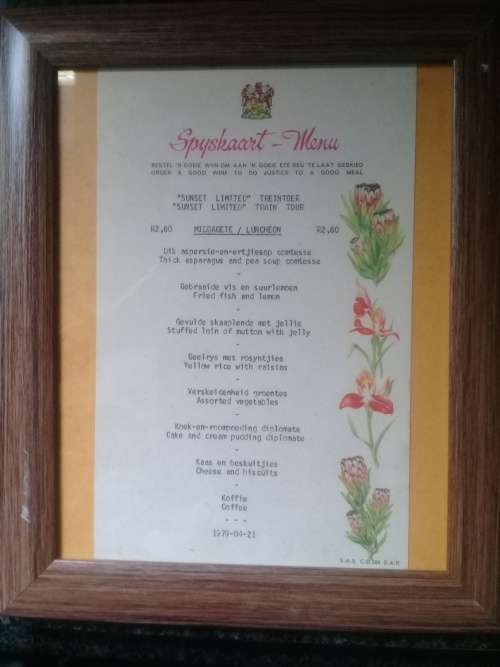 Spyskaart - Menu
BESTEL 'N GOEIE WYN OM AAN 'N GOEIE ETE REG TE LAAT GESKIED
ORDER A GOOD WINE TO DO JUSTICE TO A GOOD MEAL
"SUNSET LIMITED" TREINTOER
"SUNSET LIMITED" TRAIN TOUR
R2,60 MIDDAGETE / LUNCHEON R2,60
Dik aspersie-en-ertjiesop comtesse
Thick asparagus and pea soup comtesse
-
Gebraaide vis en suurlemoen
Fried fish and lemon
-
Gevulde skaaplende met jellie
Stuffed loin of mutton with jelly
-
Geelrys met rosyntjies
Yellow rice with raisins
-
Verskeidenheid groentes
Assorted vegetables
-
Koek-en-roompoeding diplomate
Cake and cream pudding diplomate
-
Kaas en beskuitjies
Cheese and biscuits
-
Koffie
Coffee
- - -
1979-04-21